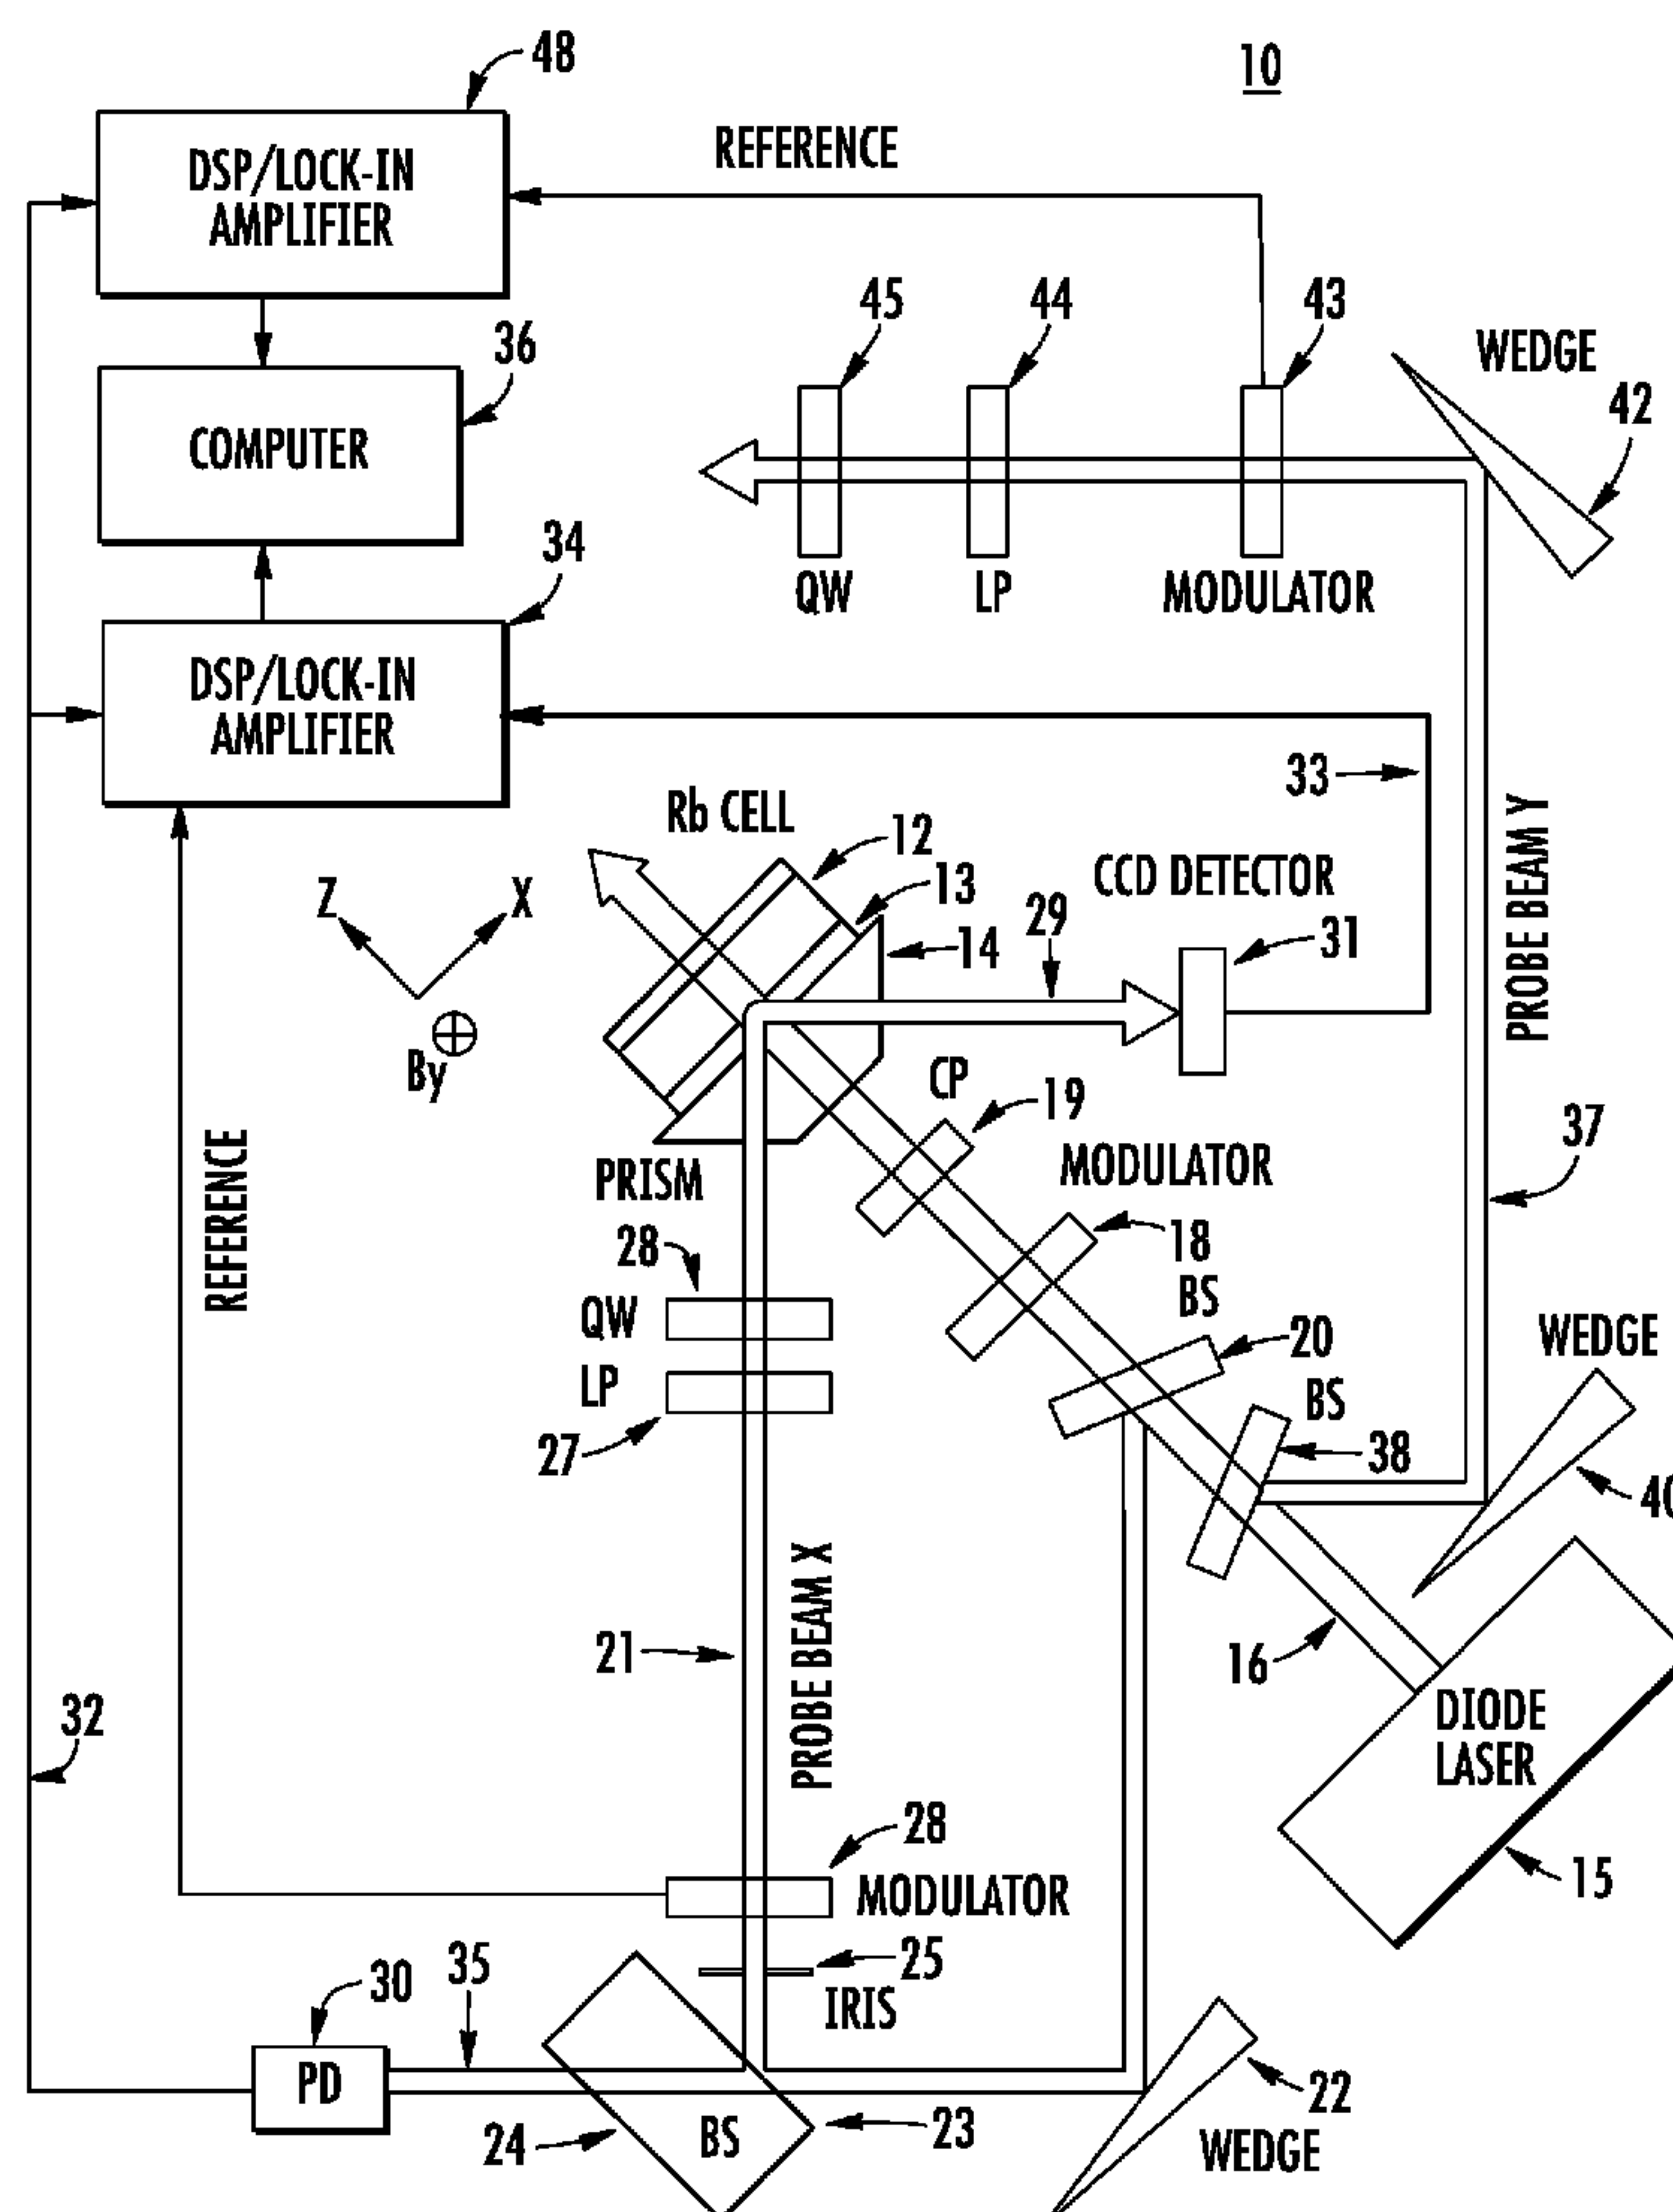 48
10
DSP/LOCK-IN
AMPLIFIER
REFERENCE
45
44
43
36
WEDGE
42
COMPUTER
34
QW
LP
MODULATOR
DSP/LOCK-IN
AMPLIFIER
33
Rb CELL
12
PROBE BEAM Y
CCD DETECTOR
13
Z
X
29
14
31
By
CP
19
37
REFERENCE
PRISM
MODULATOR
28
18
BS
QW
20
WEDGE
LP
BS
27
38
40
PROBE BEAM X
21
16
32
DIODE
LASER
28
15
MODULATOR
35
25
30
IRIS
PD
22
24
BS
23
WEDGE